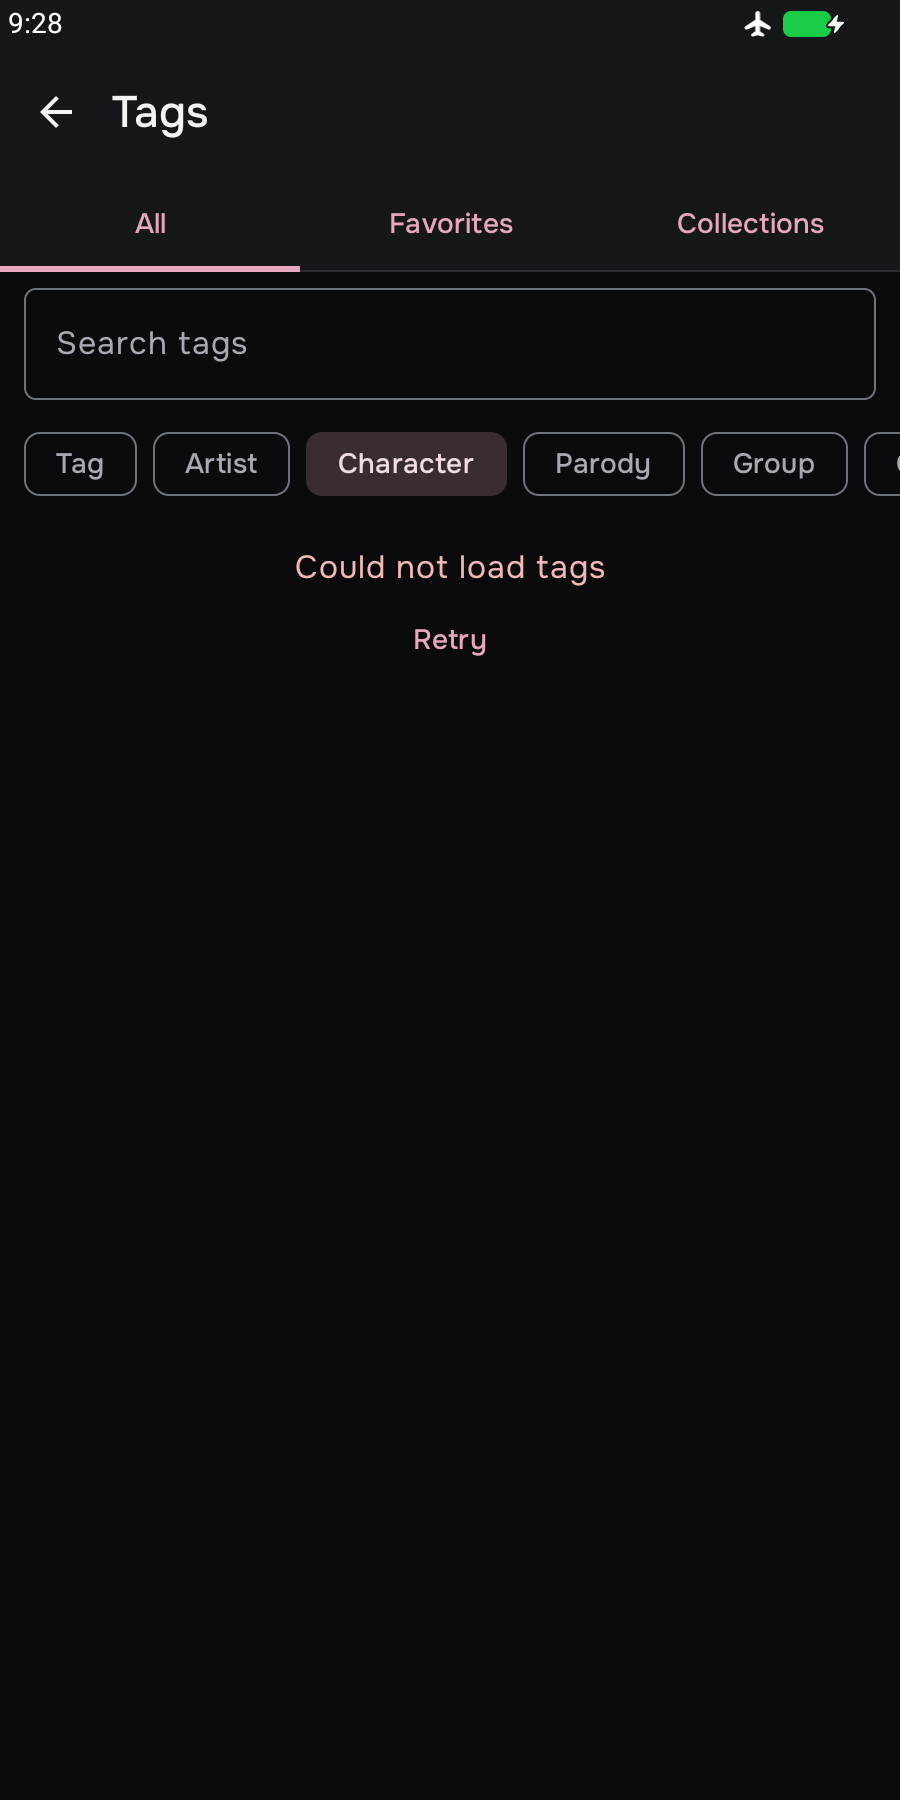 9:28
Tags
All Favorites Collections
Search tags
Tag Artist Character Parody Group
Could not load tags
Retry